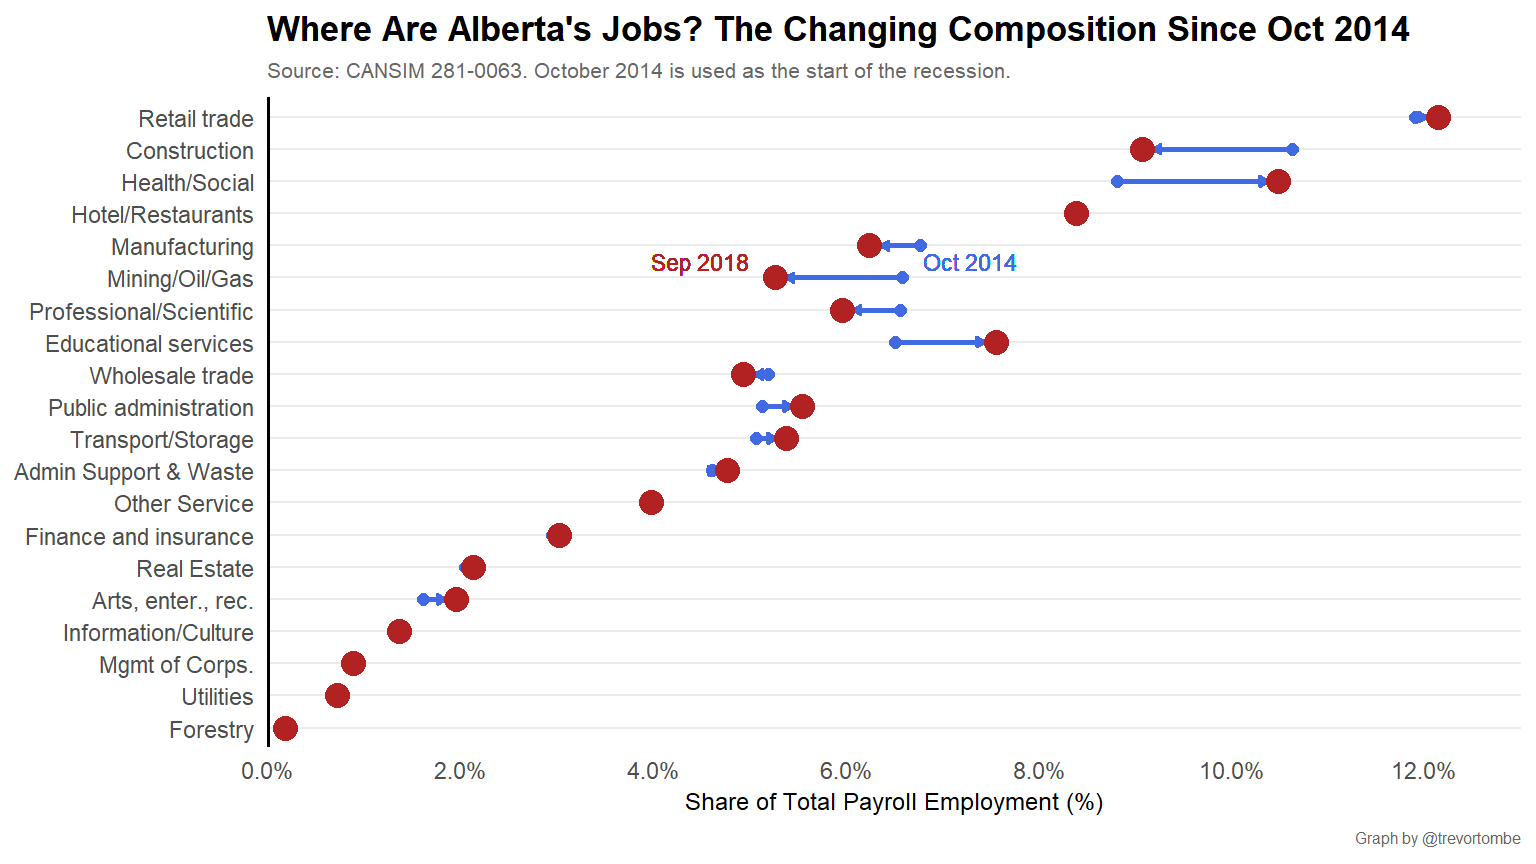 Where Are Alberta's Jobs? The Changing Composition Since Oct 2014
Source: CANSIM 281-0063. October 2014 is used as the start of the recession.
Retail trade
Construction
Health/Social
Hotel/Restaurants
Manufacturing
Sep 2018
Oct 2014
Mining/Oil/Gas
Professional/Scientific
Educational services
Wholesale trade
Public administration
Transport/Storage
Admin Support & Waste
Other Service
Finance and insurance
Real Estate
Arts, enter., rec.
Information/Culture
Mgmt of Corps.
Utilities
Forestry
0.0% 2.0% 4.0% 6.0% 8.0% 10.0% 12.0%
Share of Total Payroll Employment (%)
Graph by @trevortombe